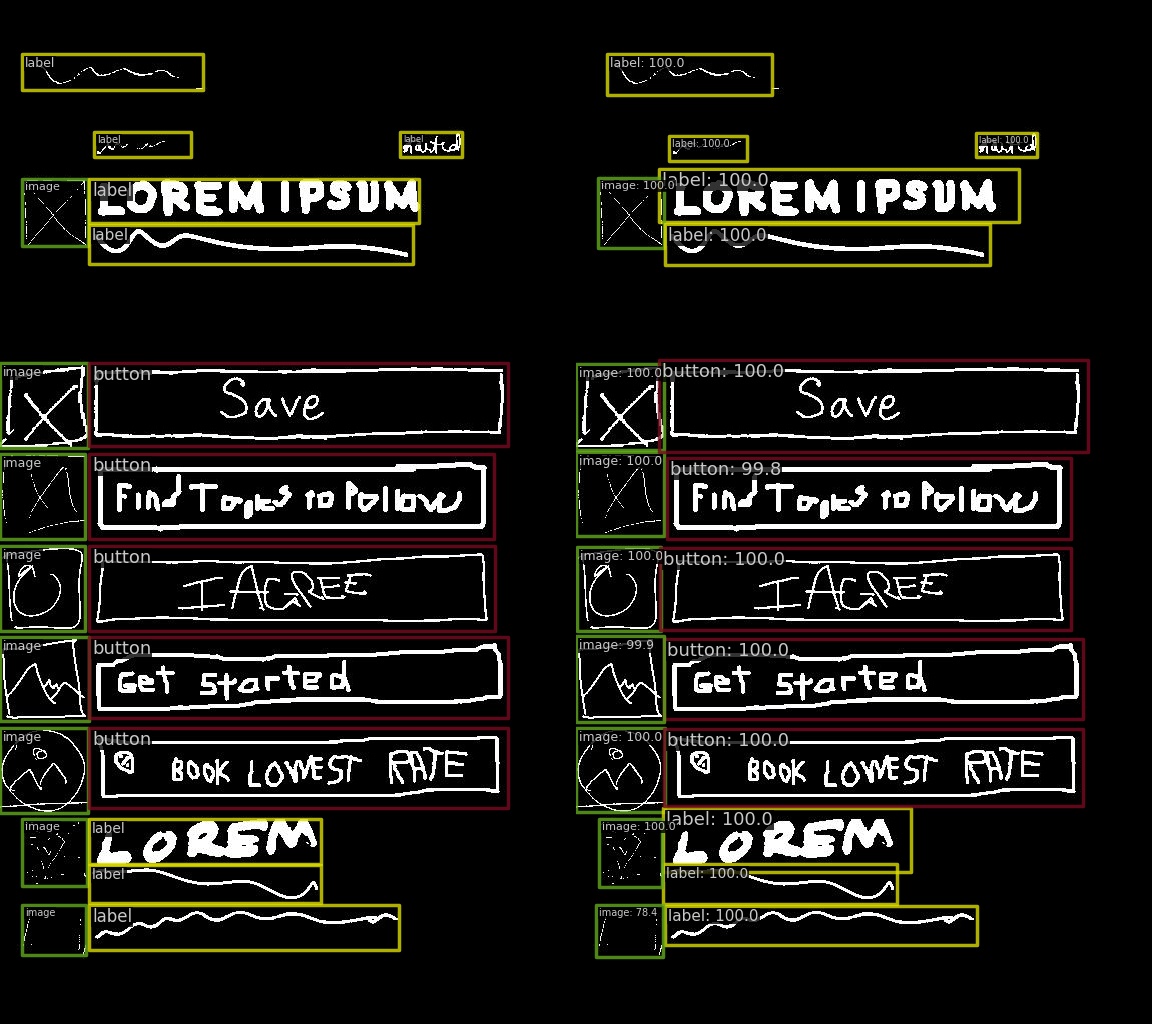 label label: 100.0
label label label: 100.0 label: 100.0
image label LOREM IPSUM image: 100.0 label: 100.0 LOREM IPSUM
label label: 100.0
image button Save image: 100.0 button: 100.0 Save
image button image: 100.0 button: 99.8
Find to Follow Find to Follow
image button image: 100.0 button: 100.0
I AGREE I AGREE
image button image: 99.9 button: 100.0
Get Started Get Started
image button image: 100.0 button: 100.0
BOOK LOWEST RATE BOOK LOWEST RATE
image label LOREM image: 100.0 label: 100.0 LOREM
label label: 100.0
image label image: 78.4 label: 100.0